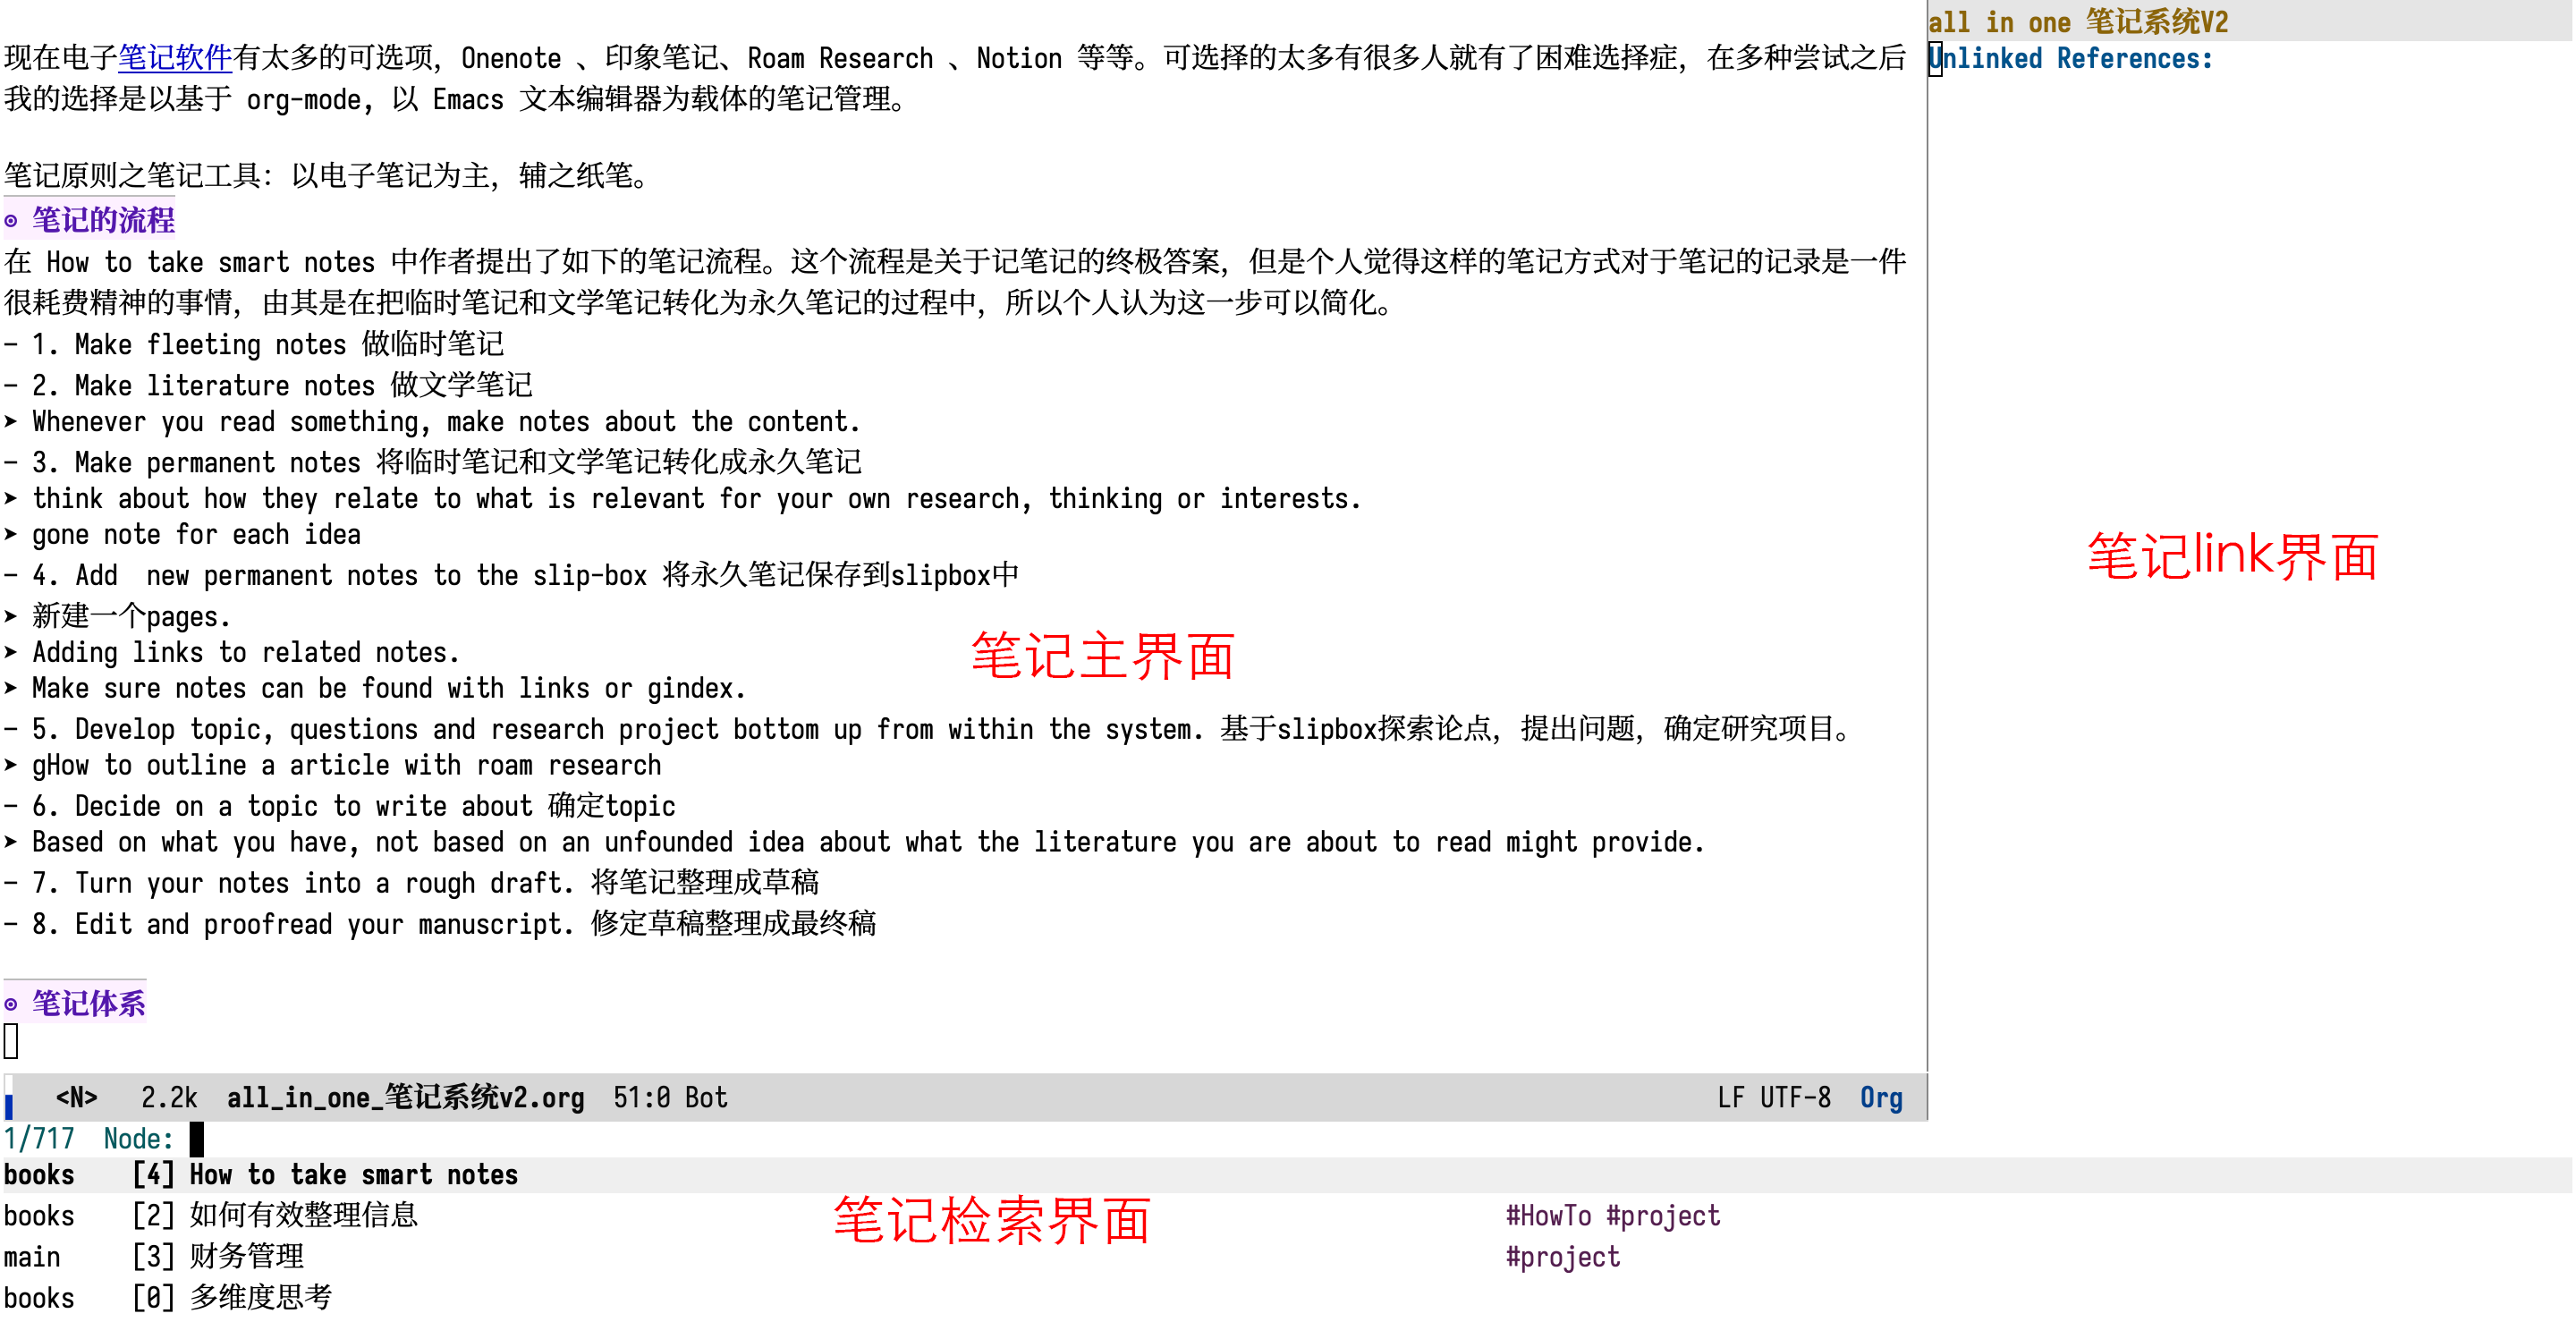 现在电子笔记软件有太多的可选项，Onenote 、印象笔记、Roam Research 、Notion 等等。可选择的太多有很多人就有了困难选择症，在多种尝试之后
我的选择是以基于 org-mode, 以 Emacs 文本编辑器为载体的笔记管理。
笔记原则之笔记工具：以电子笔记为主，辅之纸笔。
笔记的流程
在 How to take smart notes 中作者提出了如下的笔记流程。这个流程是关于记笔记的终极答案，但是个人觉得这样的笔记方式对于笔记的记录是一件
很耗费精神的事情，由其是在把临时笔记和文学笔记转化为永久笔记的过程中，所以个人认为这一步可以简化。
- 1. Make fleeting notes 做临时笔记
- 2. Make literature notes 做文学笔记
➤ Whenever you read something, make notes about the content.
- 3. Make permanent notes 将临时笔记和文学笔记转化成永久笔记
➤ think about how they relate to what is relevant for your own research, thinking or interests.
➤ gone note for each idea
- 4. Add  new permanent notes to the slip-box 将永久笔记保存到slipbox中
➤ 新建一个pages.
➤ Adding links to related notes.
➤ Make sure notes can be found with links or gindex.
- 5. Develop topic, questions and research project bottom up from within the system. 基于slipbox探索论点，提出问题，确定研究项目。
➤ gHow to outline a article with roam research
- 6. Decide on a topic to write about 确定topic
➤ Based on what you have, not based on an unfounded idea about what the literature you are about to read might provide.
- 7. Turn your notes into a rough draft. 将笔记整理成草稿
- 8. Edit and proofread your manuscript. 修定草稿整理成最终稿
笔记体系
笔记主界面
all in one 笔记系统V2
Unlinked References:
笔记link界面
<N> 2.2k all_in_one_笔记系统v2.org 51:0 Bot LF UTF-8 Org
1/717 Node:
books [4] How to take smart notes
books [2] 如何有效整理信息 #HowTo #project
main [3] 财务管理 #project
books [0] 多维度思考
笔记检索界面